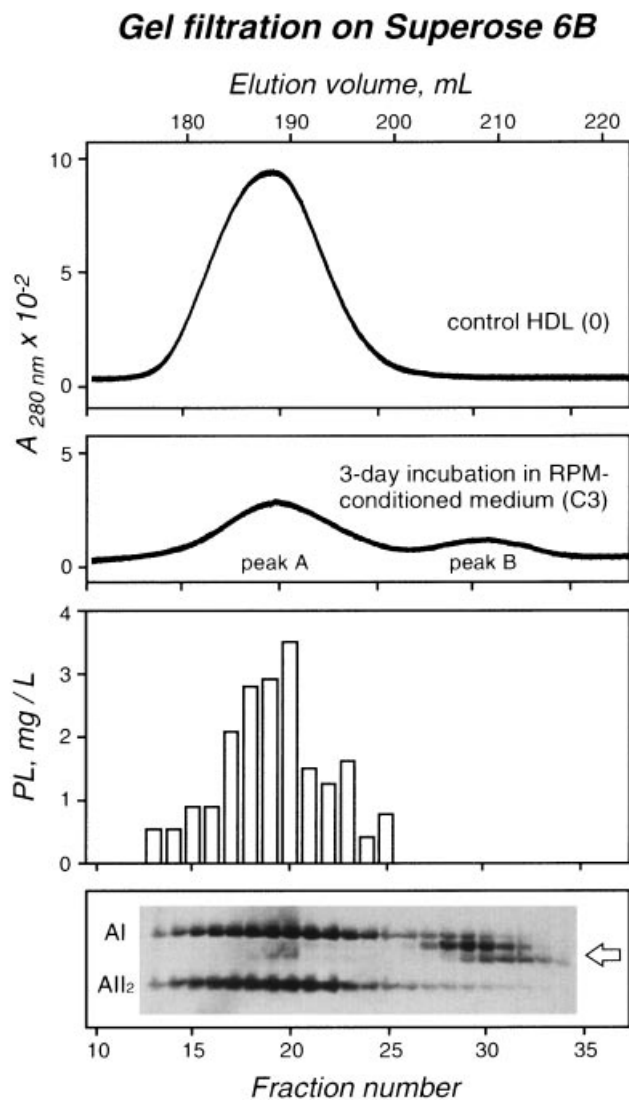 Gel filtration on Superose 6B
Elution volume, mL
180 190 200 210 220
10
5
0
A 280 nm x 10-2
control HDL (0)
5
0
3-day incubation in RPM-
conditioned medium (C3)
peak A peak B
4
3
2
1
0
PL, mg / L
AI
AII2
10 15 20 25 30 35
Fraction number